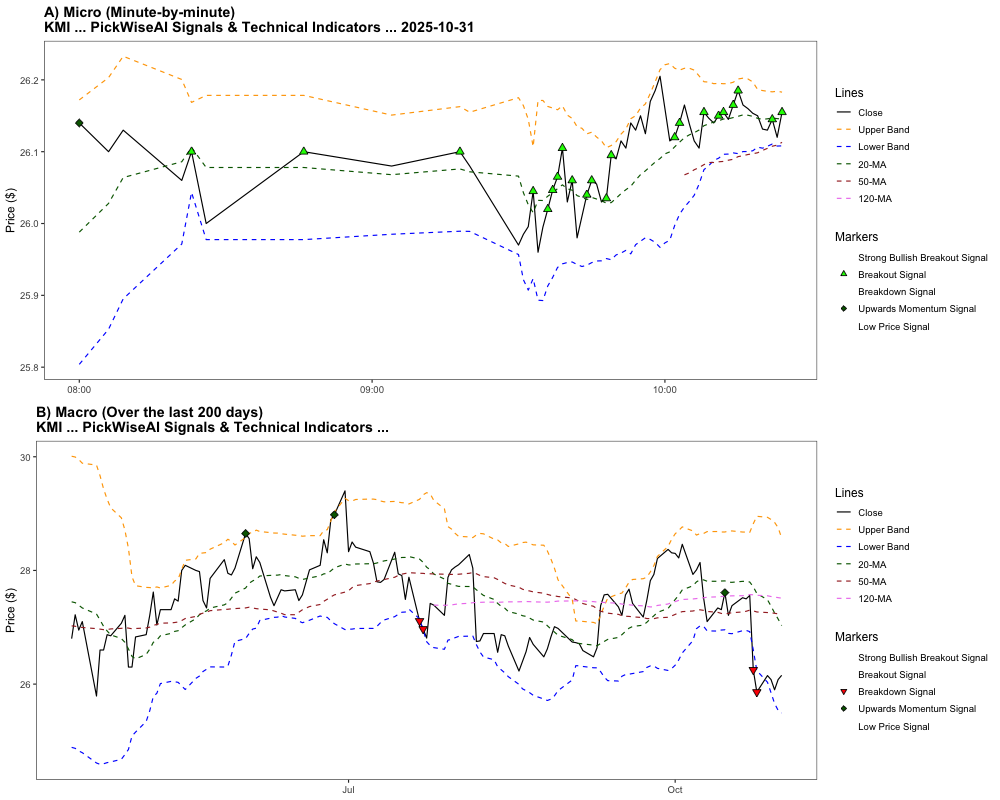 A) Micro (Minute-by-minute)
KMI ... PickWiseAI Signals & Technical Indicators ... 2025-10-31
Price ($)
26.2
26.1
26.0
25.9
25.8
08:00
09:00
10:00
Lines
Close
Upper Band
Lower Band
20-MA
50-MA
120-MA
Markers
Strong Bullish Breakout Signal
Breakout Signal
Breakdown Signal
Upwards Momentum Signal
Low Price Signal
B) Macro (Over the last 200 days)
KMI ... PickWiseAI Signals & Technical Indicators ...
Price ($)
30
28
26
Jul
Oct
Lines
Close
Upper Band
Lower Band
20-MA
50-MA
120-MA
Markers
Strong Bullish Breakout Signal
Breakout Signal
Breakdown Signal
Upwards Momentum Signal
Low Price Signal